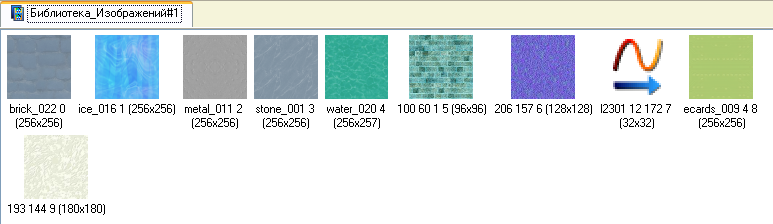 Библиотека_Изображений#1
brick_022 0
(256x256)
ice_016 1 (256x256)
metal_011 2
(256x256)
stone_001 3
(256x256)
water_020 4
(256x257)
100 60 1 5 (96x96)
206 157 6 (128x128)
I2301 12 172 7
(32x32)
ecards_009 4 8
(256x256)
193 144 9 (180x180)